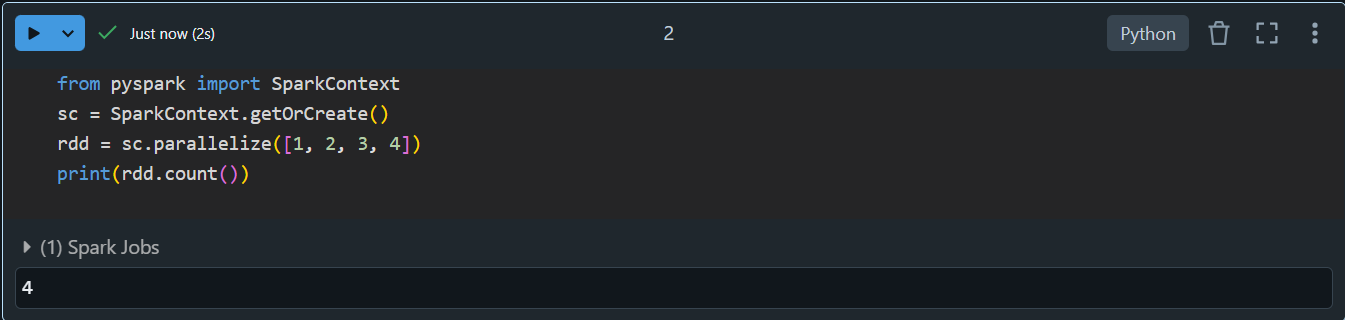 Just now (2s)
2
Python
from pyspark import SparkContext
sc = SparkContext.getOrCreate()
rdd = sc.parallelize([1, 2, 3, 4])
print(rdd.count())
(1) Spark Jobs
4